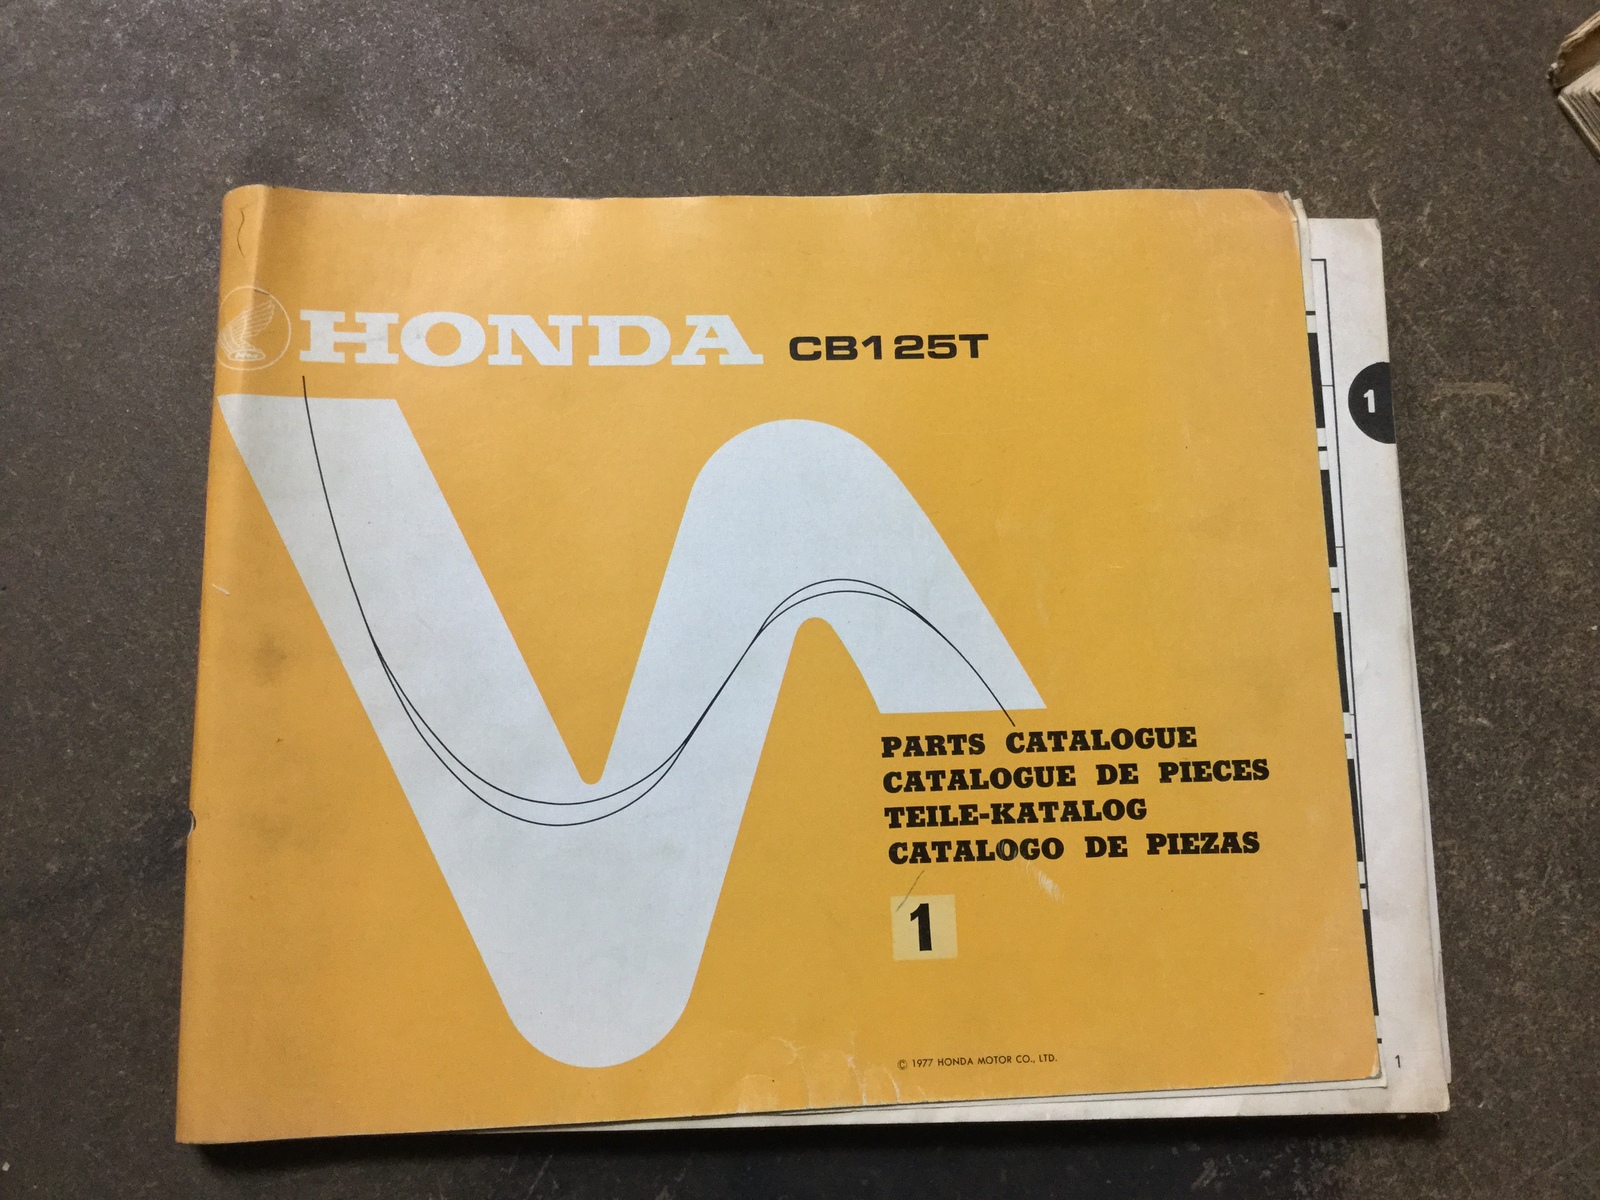 HONDA CB125T
PARTS CATALOGUE
CATALOGUE DE PIECES
TEILE-KATALOG
CATALOGO DE PIEZAS
1
© 1977 HONDA MOTOR CO., LTD.
1
1